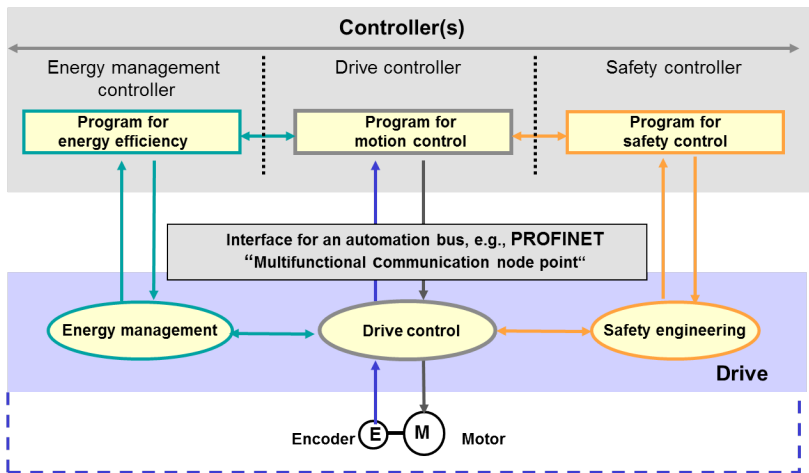 Controller(s)
Energy management
controller
Drive controller
Safety controller
Program for
energy efficiency
Program for
motion control
Program for
safety control
Interface for an automation bus, e.g., PROFINET
“Multifunctional Communication node point“
Energy management
Drive control
Safety engineering
Drive
Encoder
E
M
Motor